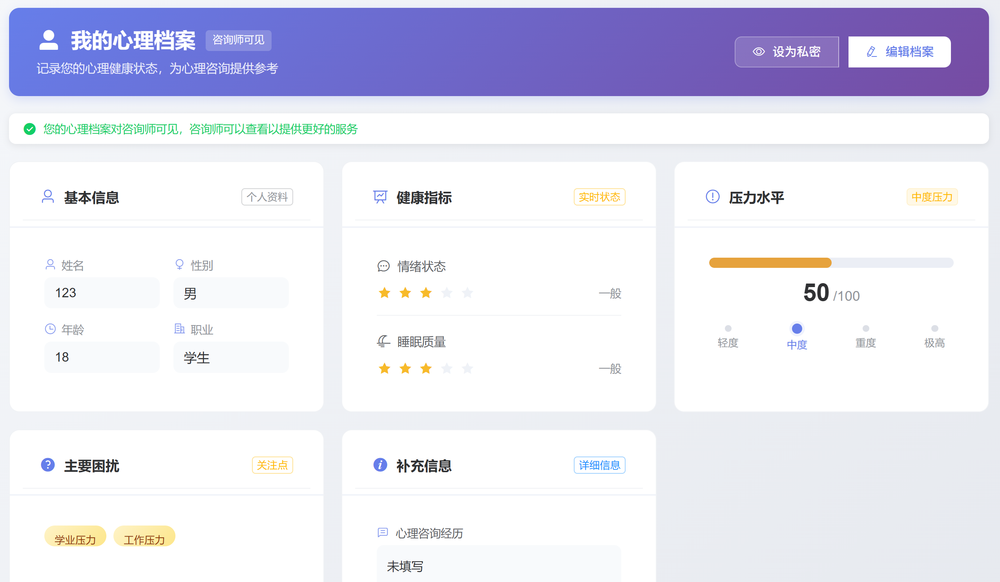 我的心理档案
咨询师可见
记录您的心理健康状态，为心理咨询提供参考
设为私密
编辑档案
您的心理档案对咨询师可见，咨询师可以查看以提供更好的服务
基本信息
个人资料
姓名
性别
123
男
年龄
职业
18
学生
健康指标
实时状态
情绪状态
一般
睡眠质量
一般
压力水平
中度压力
50 /100
轻度
中度
重度
极高
主要困扰
关注点
学业压力
工作压力
补充信息
详细信息
心理咨询经历
未填写